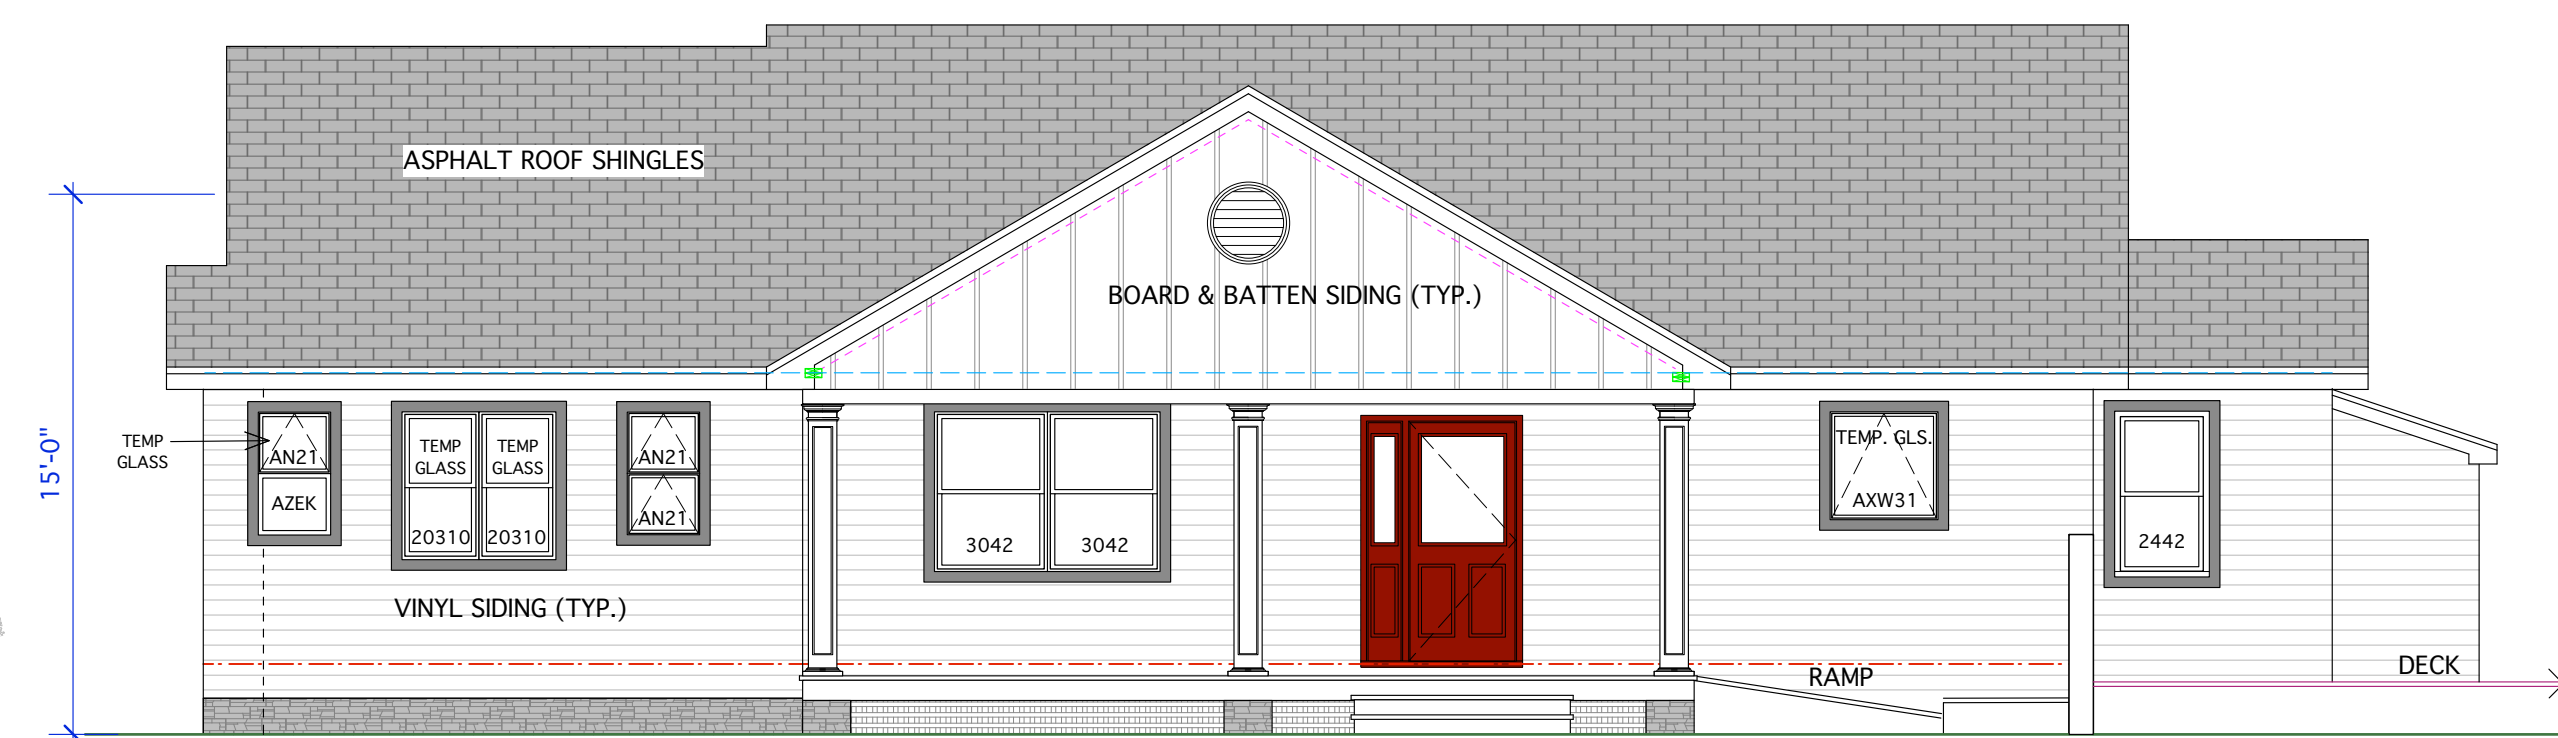 ASPHALT ROOF SHINGLES
BOARD & BATTEN SIDING (TYP.)
15'-0"
TEMP
GLASS
AN21
AZEK
TEMP
GLASS
20310
TEMP
GLASS
20310
AN21
AN21
3042
3042
TEMP. GLS.
AXW31
2442
VINYL SIDING (TYP.)
RAMP
DECK